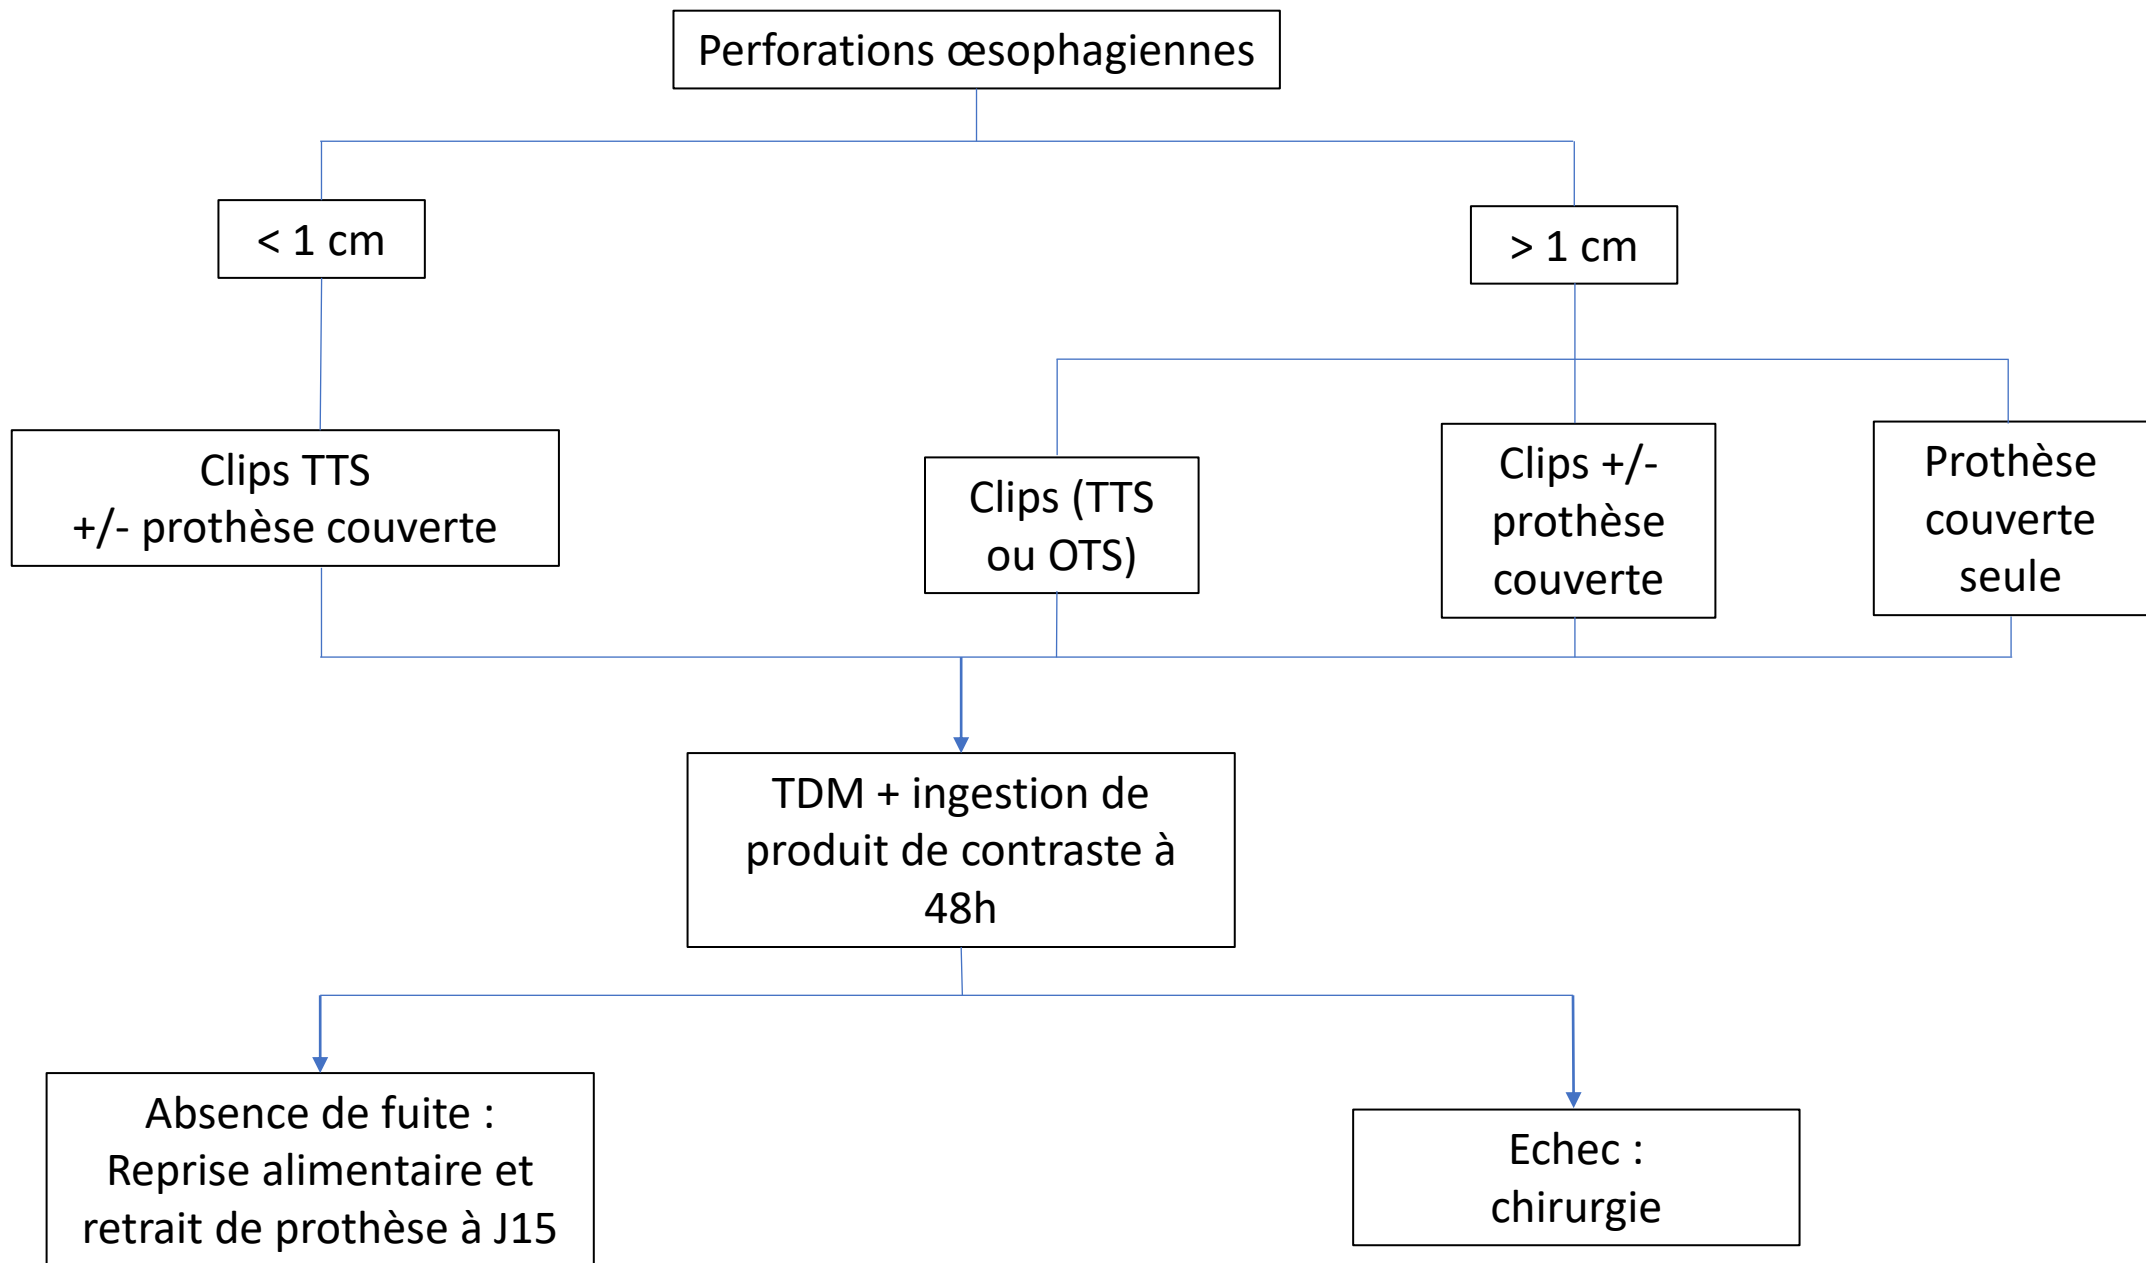 Perforations œsophagiennes
< 1 cm
> 1 cm
Clips TTS
+/- prothèse couverte
Clips (TTS
ou OTS)
Clips +/-
prothèse
couverte
Prothèse
couverte
seule
TDM + ingestion de
produit de contraste à
48h
Absence de fuite :
Reprise alimentaire et
retrait de prothèse à J15
Echec :
chirurgie